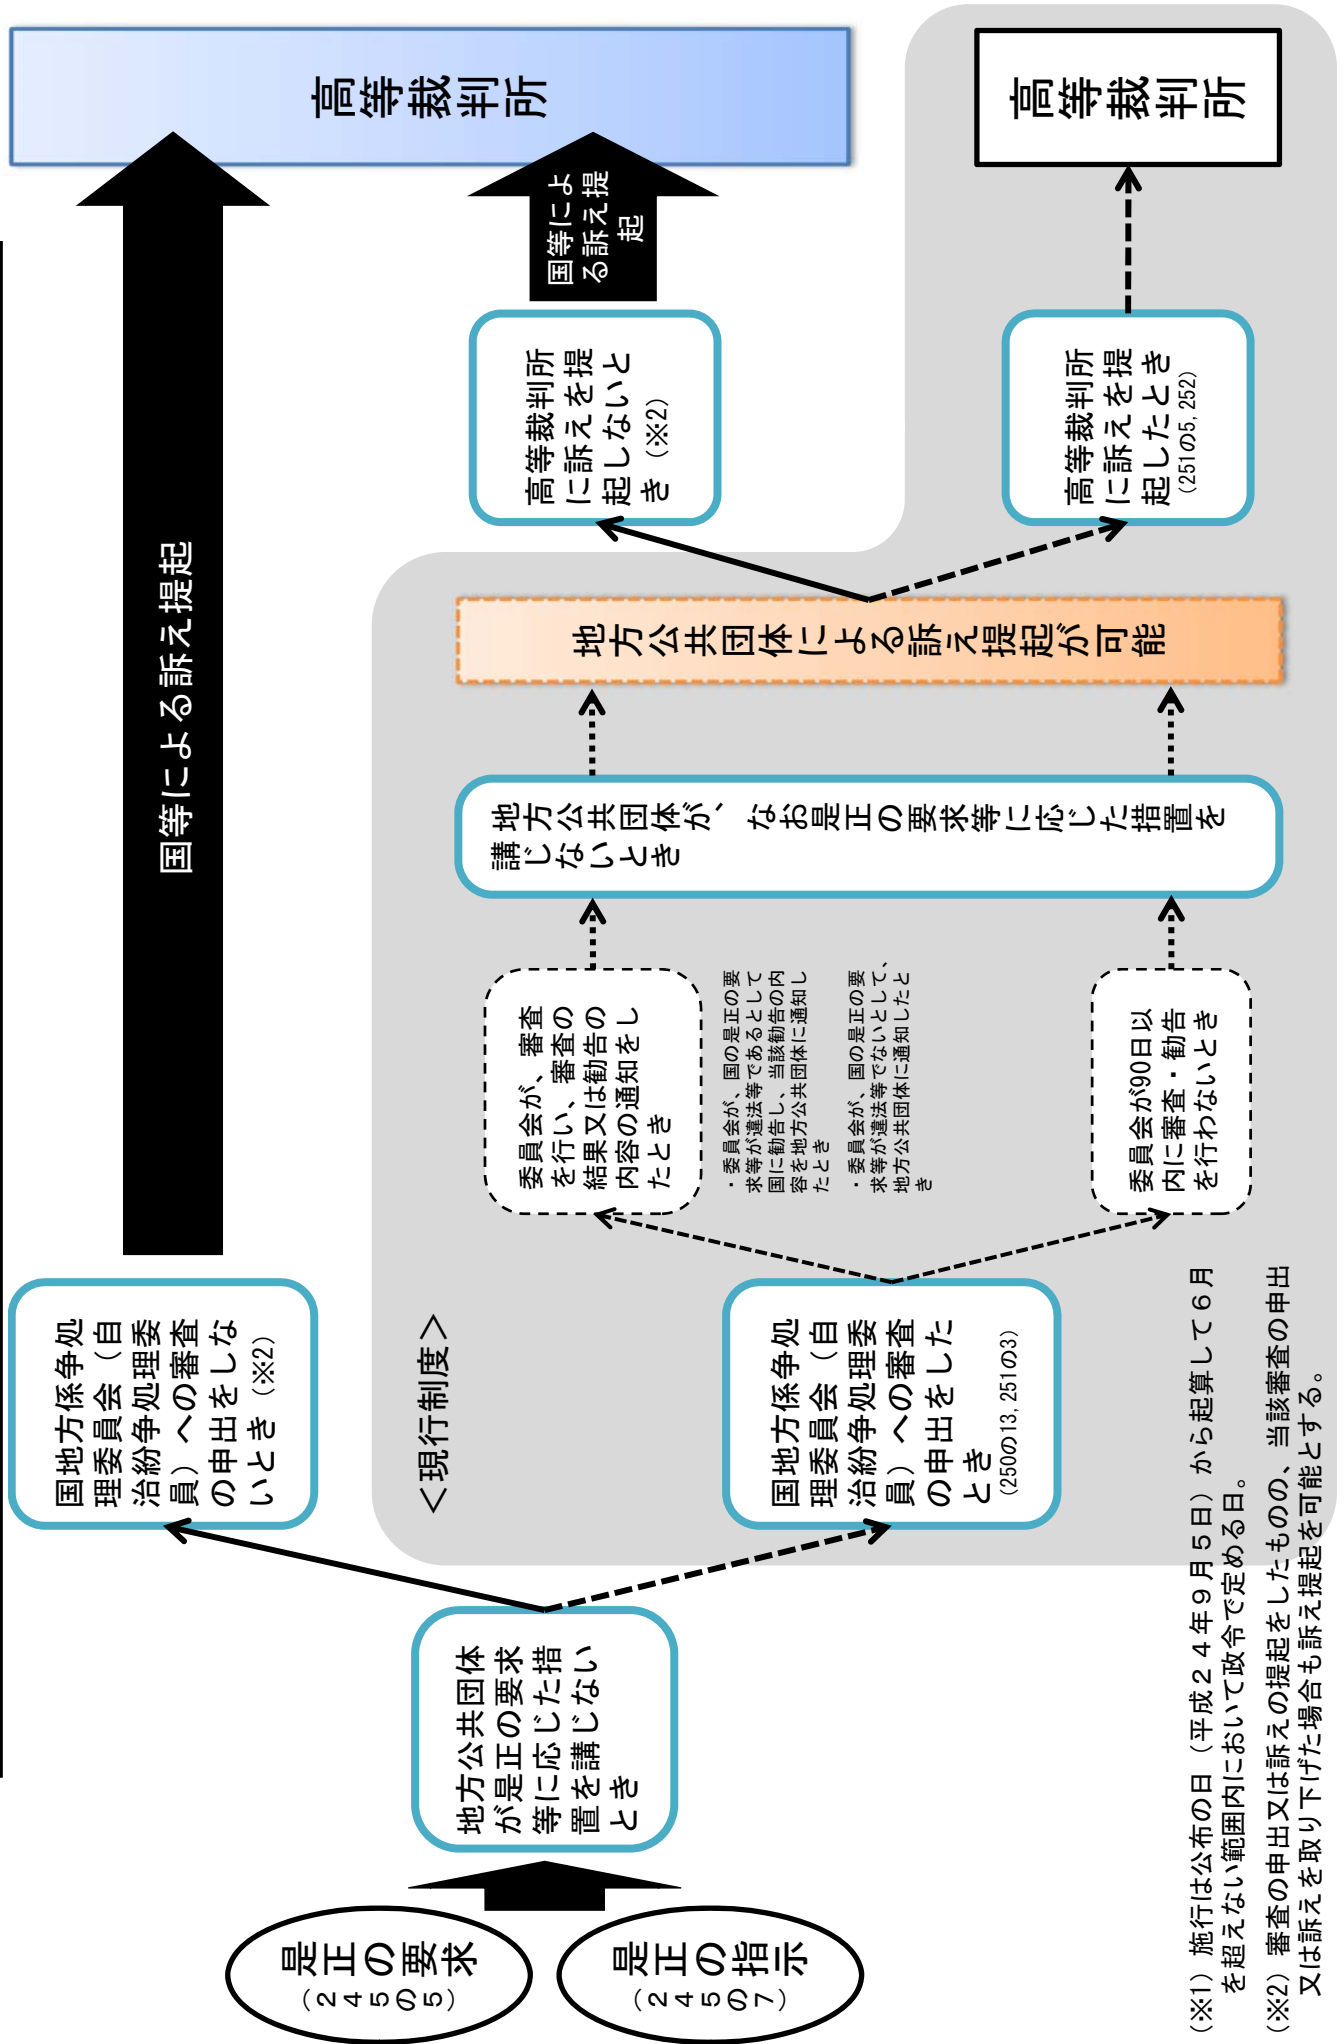 是正の要求
(245の5)
是正の指示
(245の7)
地方公共団体
が是正の要求
等に応じた措
置を講じない
とき
国地方係争処
理委員会(自
治紛争処理委
員)への審査
の申出をしな
いとき(※2)
国等による訴え提起
高等裁判所
<現行制度>
国地方係争処
理委員会(自
治紛争処理委
員)への審査
の申出をした
とき
(250の13, 251の3)
委員会が、審査
を行い、審査の
結果又は勧告の
内容の通知をし
たとき
・委員会が、国の是正の要
求等が違法等であるとして
国に勧告し、当該勧告の内
容を地方公共団体に通知し
たとき
・委員会が、国の是正の要
求等が違法等でないとして、
地方公共団体に通知したと
き
委員会が90日以
内に審査・勧告
を行わないとき
地方公共団体が、なお是正の要求等に応じた措置を
講じないとき
地方公共団体による訴え提起が可能
高等裁判所
に訴えを提
起しないと
き(※2)
国等によ
る訴え提
起
高等裁判所
に訴えを提
起したとき
(251の5, 252)
高等裁判所
(※1)施行は公布の日(平成24年9月5日)から起算して6月
を超えない範囲内において政令で定める日。
(※2)審査の申出又は訴えの提起をしたものの、当該審査の申出
又は訴えを取り下げた場合も訴え提起を可能とする。